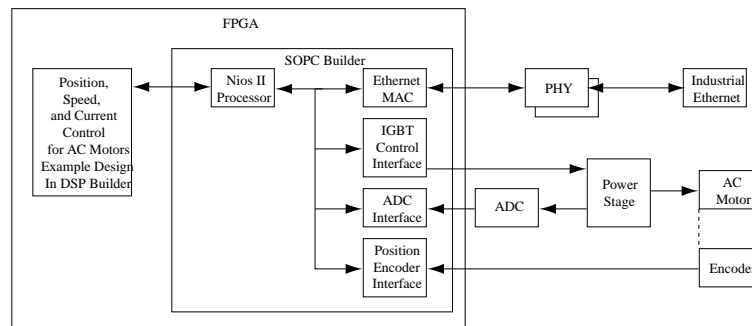 FPGA
SOPC Builder
Position,
Speed,
and Current
Control
for AC Motors
Example Design
In DSP Builder
Nios II
Processor
Ethernet
MAC
PHY
Industrial
Ethernet
IGBT
Control
Interface
Power
Stage
AC
Motor
ADC
Interface
ADC
Position
Encoder
Interface
Encoder